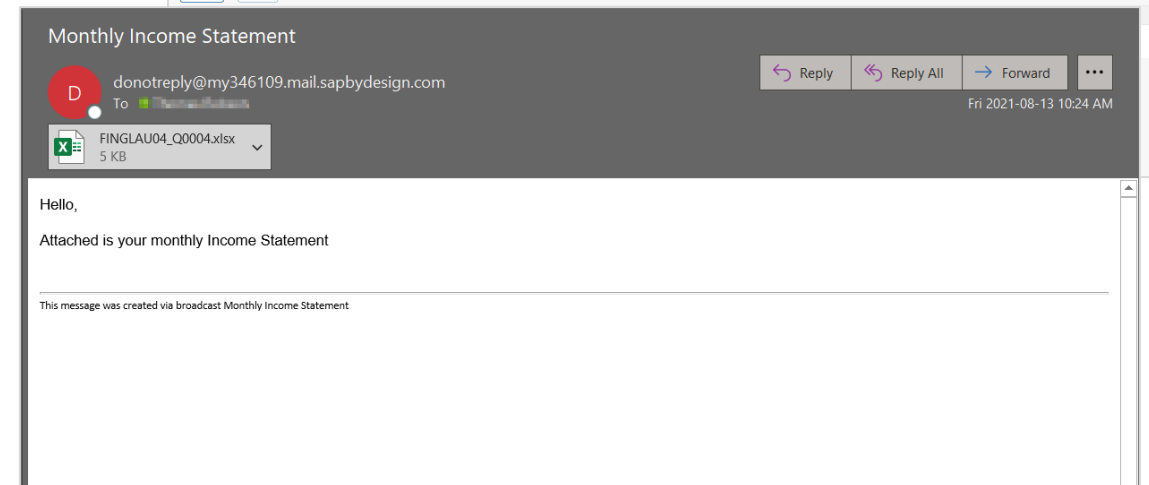 Monthly Income Statement
D
donotreply@my346109.mail.sapbydesign.com
To
Reply
Reply All
Forward
Fri 2021-08-13 10:24 AM
FINGLAU04_Q0004.xlsx
5 KB
Hello,
Attached is your monthly Income Statement
This message was created via broadcast Monthly Income Statement